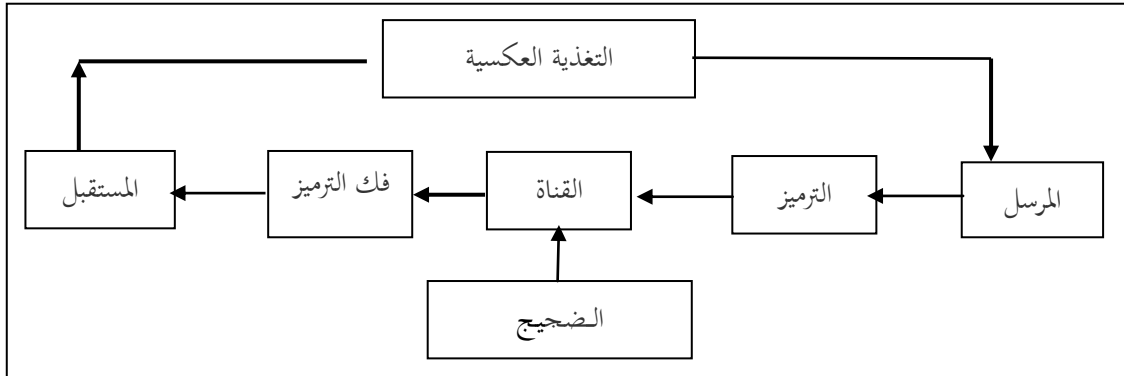 التغذية العكسية
المرسل
الترميز
القناة
فك الترميز
المستقبل
الضجيج